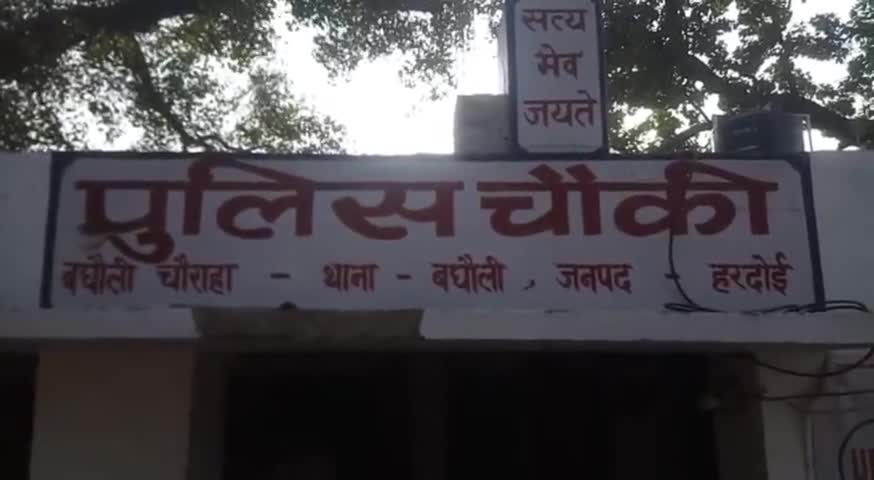 सत्य
मेव
जयते
पुलिस चौकी
बघौली चौराहा - थाना - बघौली, जनपद - हरदोई